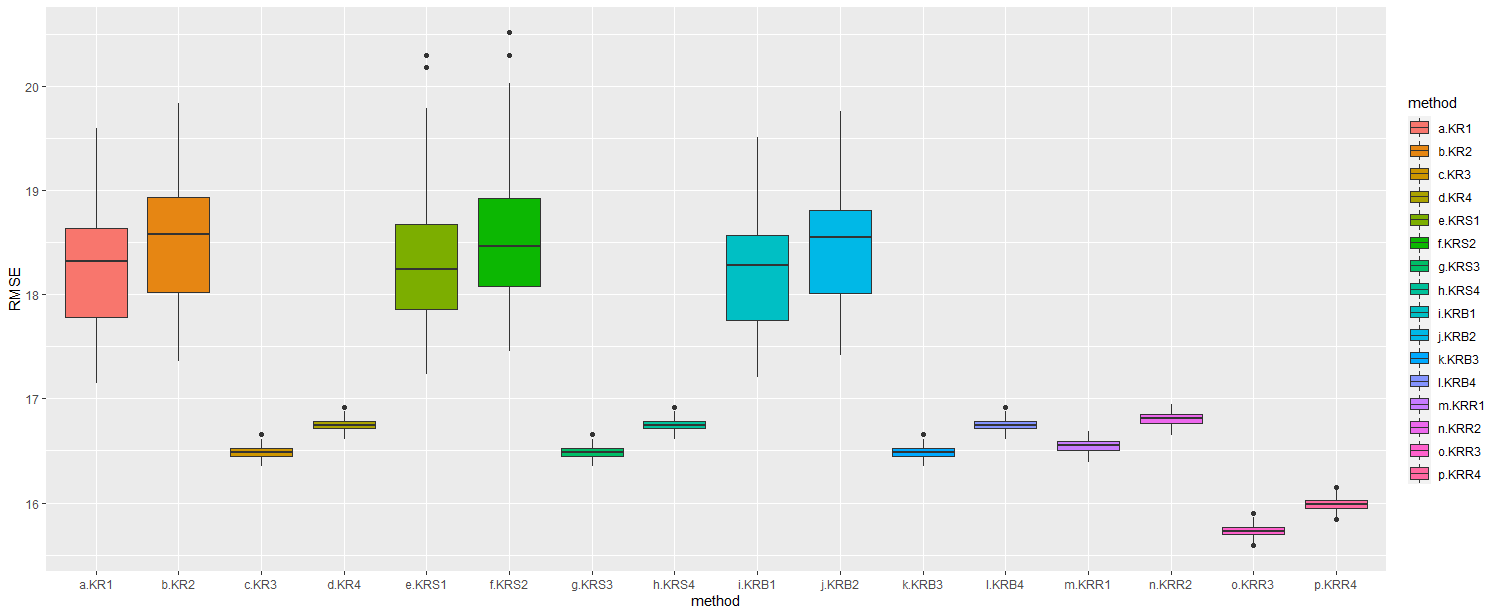 RMSE
20
19
18
17
16
a.KR1 b.KR2 c.KR3 d.KR4 e.KRS1 f.KRS2 g.KRS3 h.KRS4 i.KRB1 j.KRB2 k.KRB3 l.KRB4 m.KRR1 n.KRR2 o.KRR3 p.KRR4
method
method
a.KR1
b.KR2
c.KR3
d.KR4
e.KRS1
f.KRS2
g.KRS3
h.KRS4
i.KRB1
j.KRB2
k.KRB3
l.KRB4
m.KRR1
n.KRR2
o.KRR3
p.KRR4